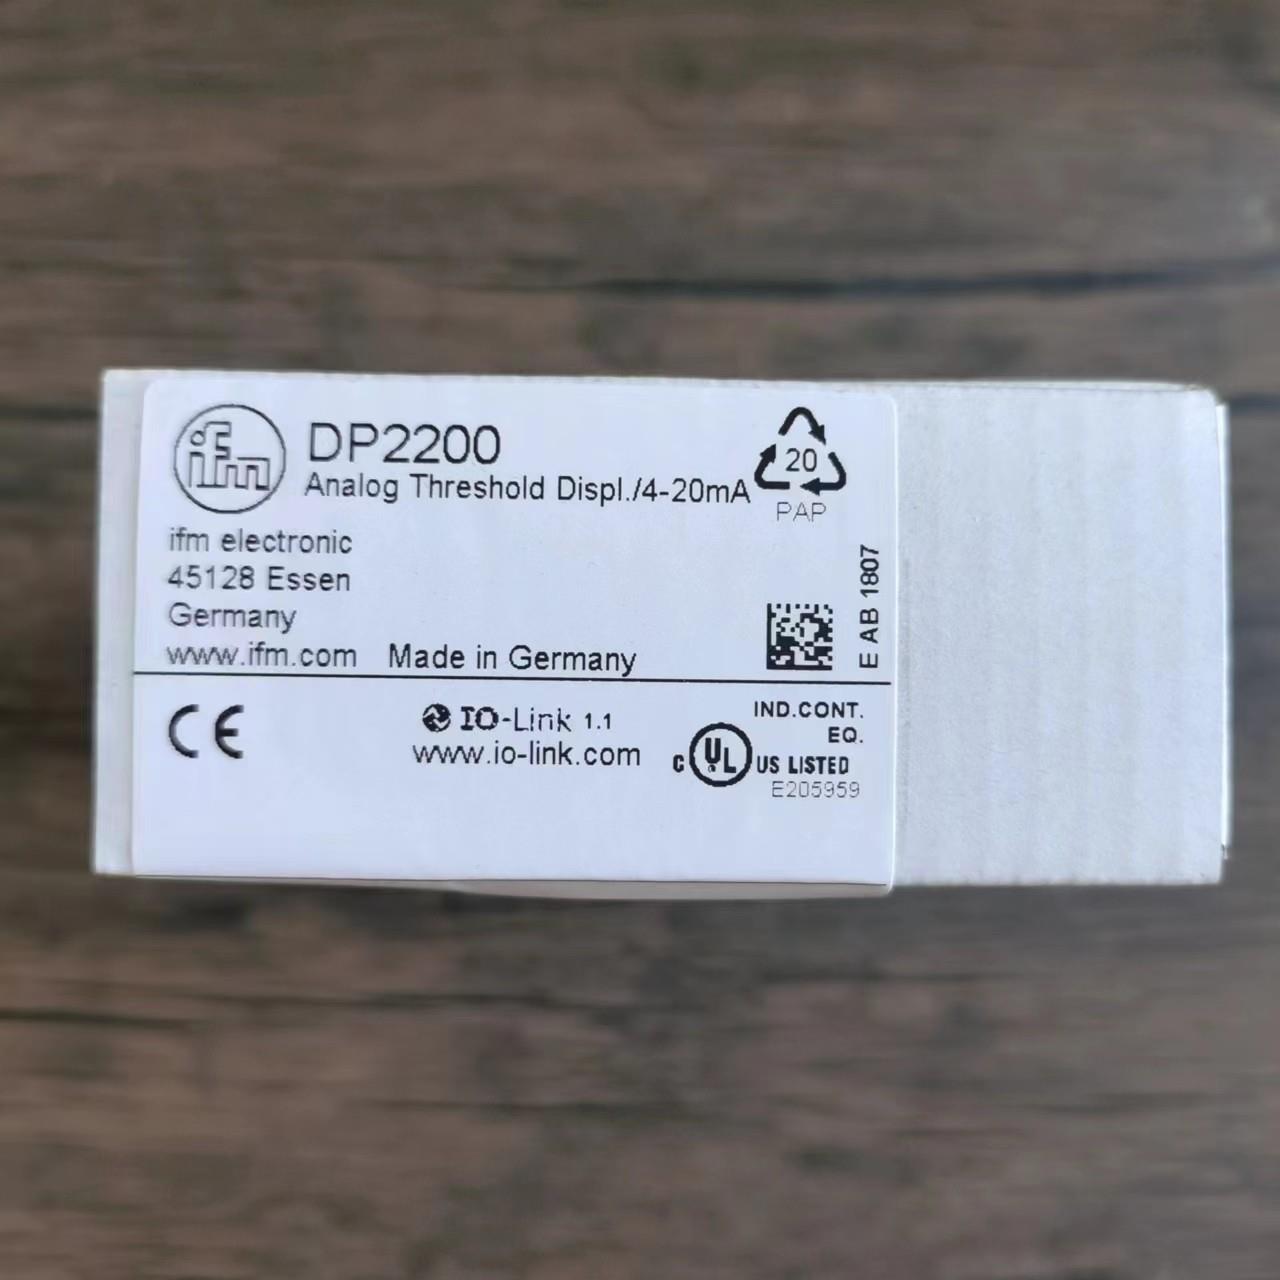 ifm
DP2200
Analog Threshold Displ./4-20mA
20
PAP
ifm electronic
45128 Essen
Germany
www.ifm.com Made in Germany
E AB 1807
CE
IO-Link 1.1
www.io-link.com
IND.CONT.
EQ.
C UL US LISTED
E205959